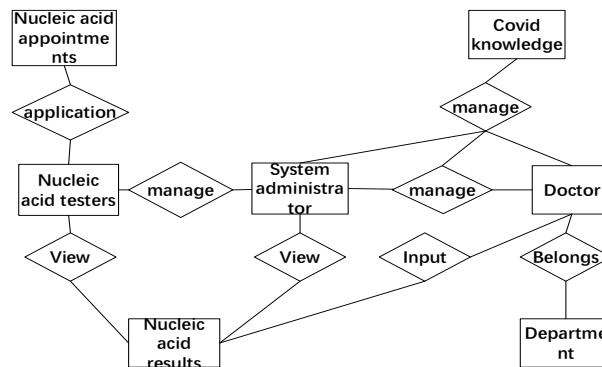 Nucleic acid
appointme
nts
Covid
knowledge
application
manage
Nucleic
acid testers
manage
System
administra
tor
manage
Doctor
View
View
Input
Belongs
Nucleic
acid
results
Departme
nt